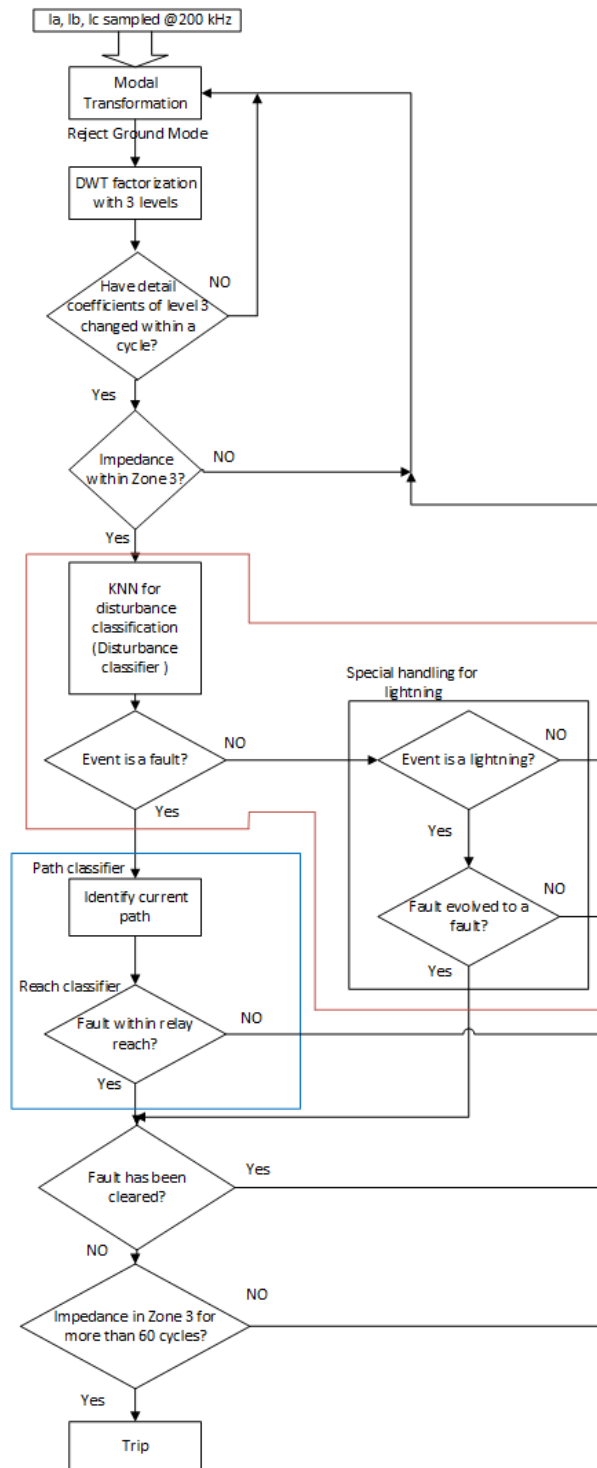 Ia, Ib, Ic sampled @200 kHz
Modal
Transformation
Reject Ground Mode
DWT factorization
with 3 levels
NO
Have detail
coefficients of level 3
changed within a
cycle?
Yes
Impedance
within Zone 3?
NO
Yes
KNN for
disturbance
classification
(Disturbance
classifier )
Special handling for
lightning
Event is a fault?
NO
Event is a lightning?
NO
Yes
Yes
Path classifier
Identify current
path
Fault evolved to a
fault?
NO
Yes
Reach classifier
Fault within relay
reach?
NO
Yes
Fault has been
cleared?
Yes
NO
Impedance in Zone 3 for
more than 60 cycles?
NO
Yes
Trip